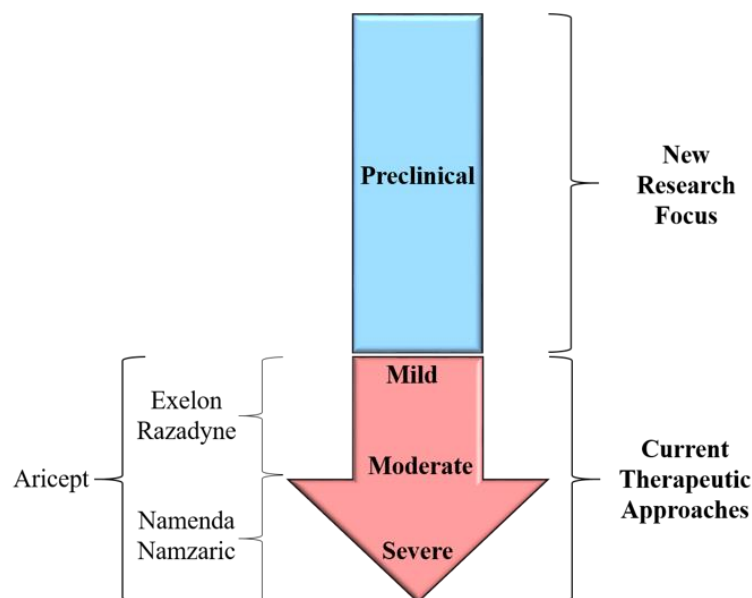 Preclinical
New
Research
Focus
Mild
Moderate
Severe
Exelon
Razadyne
Aricept
Namenda
Namzaric
Current
Therapeutic
Approaches